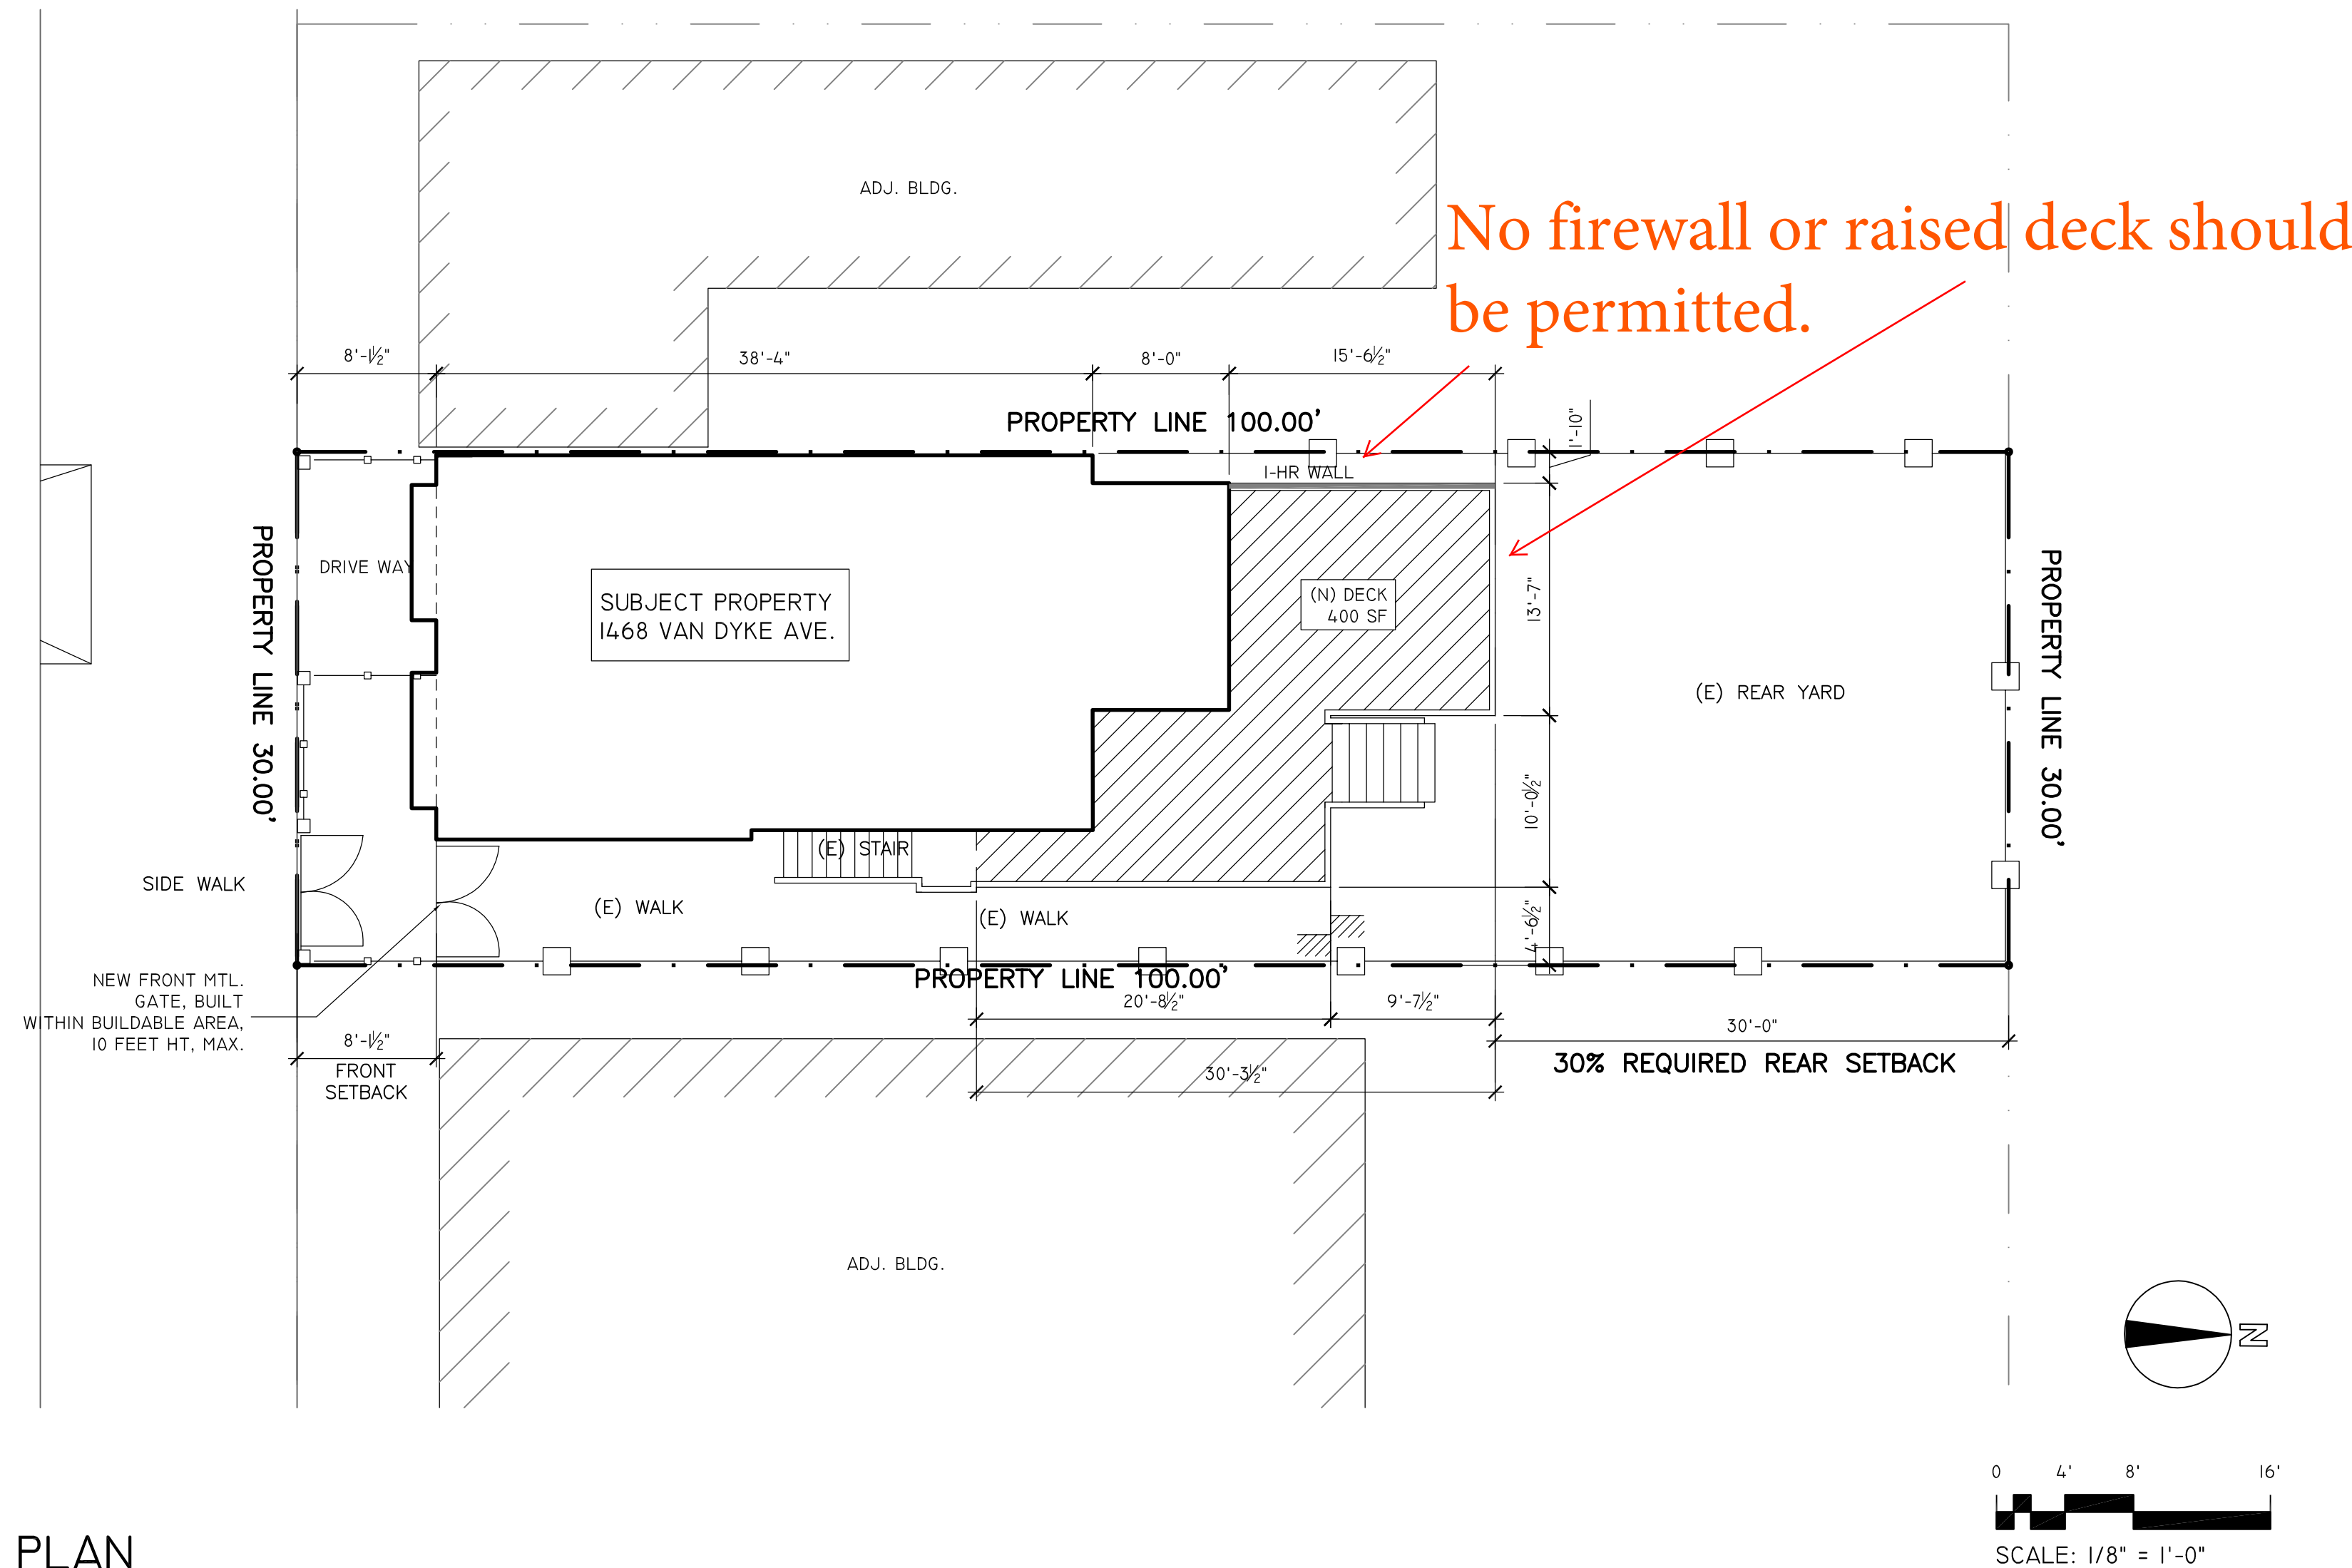 ADJ. BLDG.
No firewall or raised deck should
be permitted.
8'-1½"
38'-4"
8'-0"
15'-6½"
PROPERTY LINE 100.00'
1'-10"
1-HR WALL
DRIVE WAY
PROPERTY LINE 30.00'
SUBJECT PROPERTY
1468 VAN DYKE AVE.
(N) DECK
400 SF
13'-7"
(E) REAR YARD
PROPERTY LINE 30.00'
10'-0½"
(E) STAIR
SIDE WALK
(E) WALK
(E) WALK
4'-6½"
PROPERTY LINE 100.00'
NEW FRONT MTL.
GATE, BUILT
WITHIN BUILDABLE AREA,
10 FEET HT, MAX.
20'-8½"
9'-7½"
30'-0"
8'-1½"
FRONT
SETBACK
30'-3½"
30% REQUIRED REAR SETBACK
ADJ. BLDG.
N
0 4' 8' 16'
SCALE: 1/8" = 1'-0"
PLAN